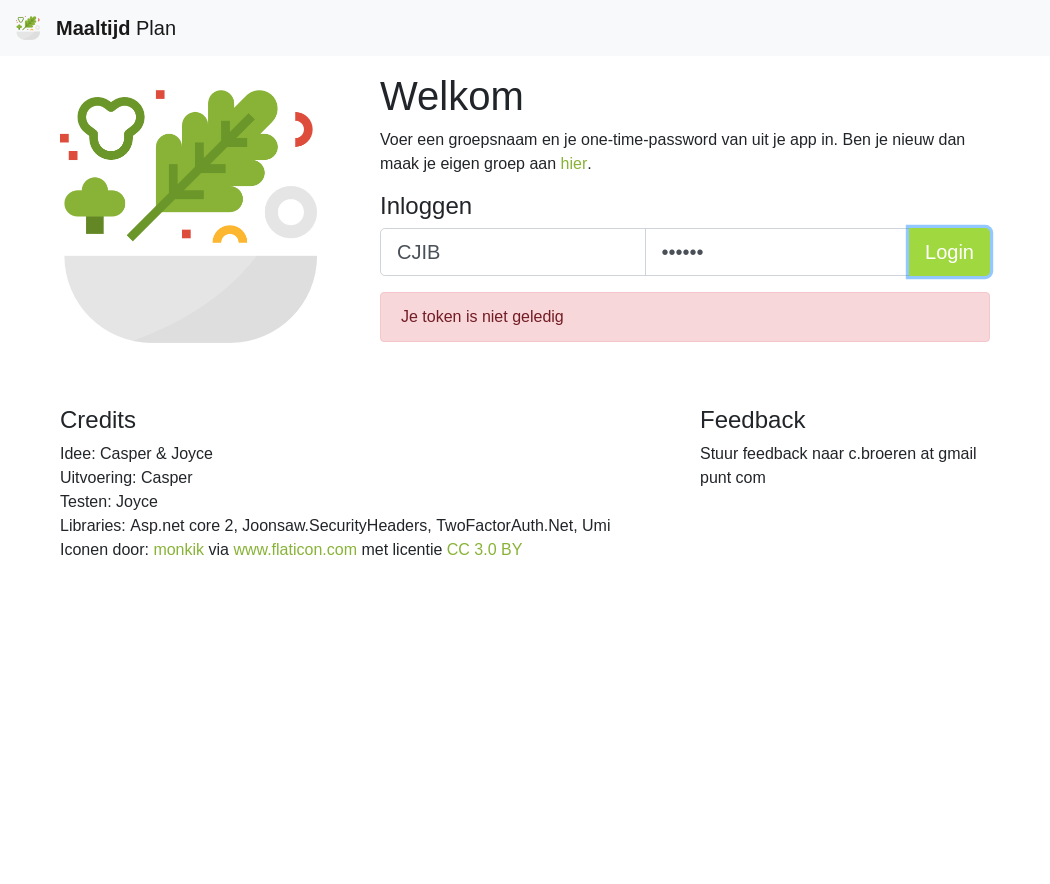 Maaltijd Plan
Welkom
Voer een groepsnaam en je one-time-password van uit je app in. Ben je nieuw dan
maak je eigen groep aan hier.
Inloggen
CJIB
••••••
Login
Je token is niet geledig
Credits
Idee: Casper & Joyce
Uitvoering: Casper
Testen: Joyce
Libraries: Asp.net core 2, Joonsaw.SecurityHeaders, TwoFactorAuth.Net, Umi
Iconen door: monkik via www.flaticon.com met licentie CC 3.0 BY
Feedback
Stuur feedback naar c.broeren at gmail
punt com